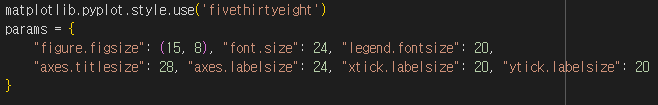 matplotlib.pyplot.style.use('fivethirtyeight')
params = {
    "figure.figsize": (15, 8), "font.size": 24, "legend.fontsize": 20,
    "axes.titlesize": 28, "axes.labelsize": 24, "xtick.labelsize": 20, "ytick.labelsize": 20
}